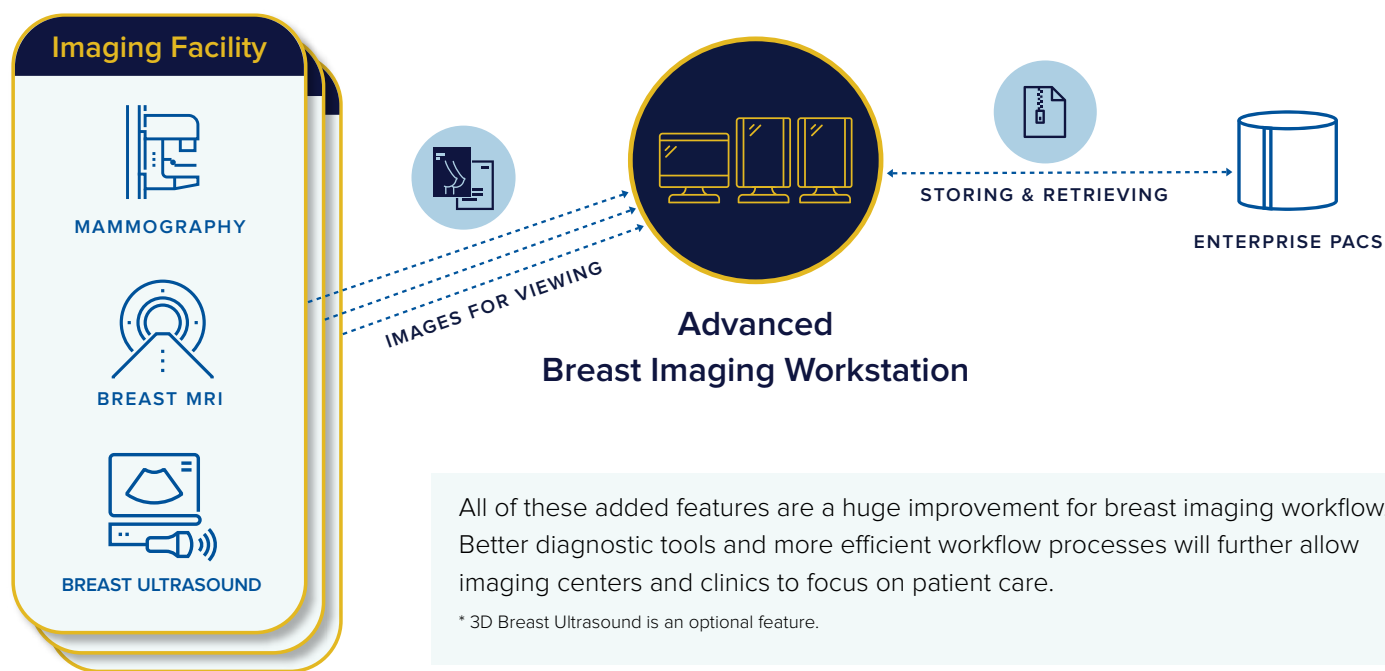 Imaging Facility
MAMMOGRAPHY
BREAST MRI
BREAST ULTRASOUND
IMAGES FOR VIEWING
Advanced
Breast Imaging Workstation
STORING & RETRIEVING
ENTERPRISE PACS
All of these added features are a huge improvement for breast imaging workflow
Better diagnostic tools and more efficient workflow processes will further allow
imaging centers and clinics to focus on patient care.
* 3D Breast Ultrasound is an optional feature.